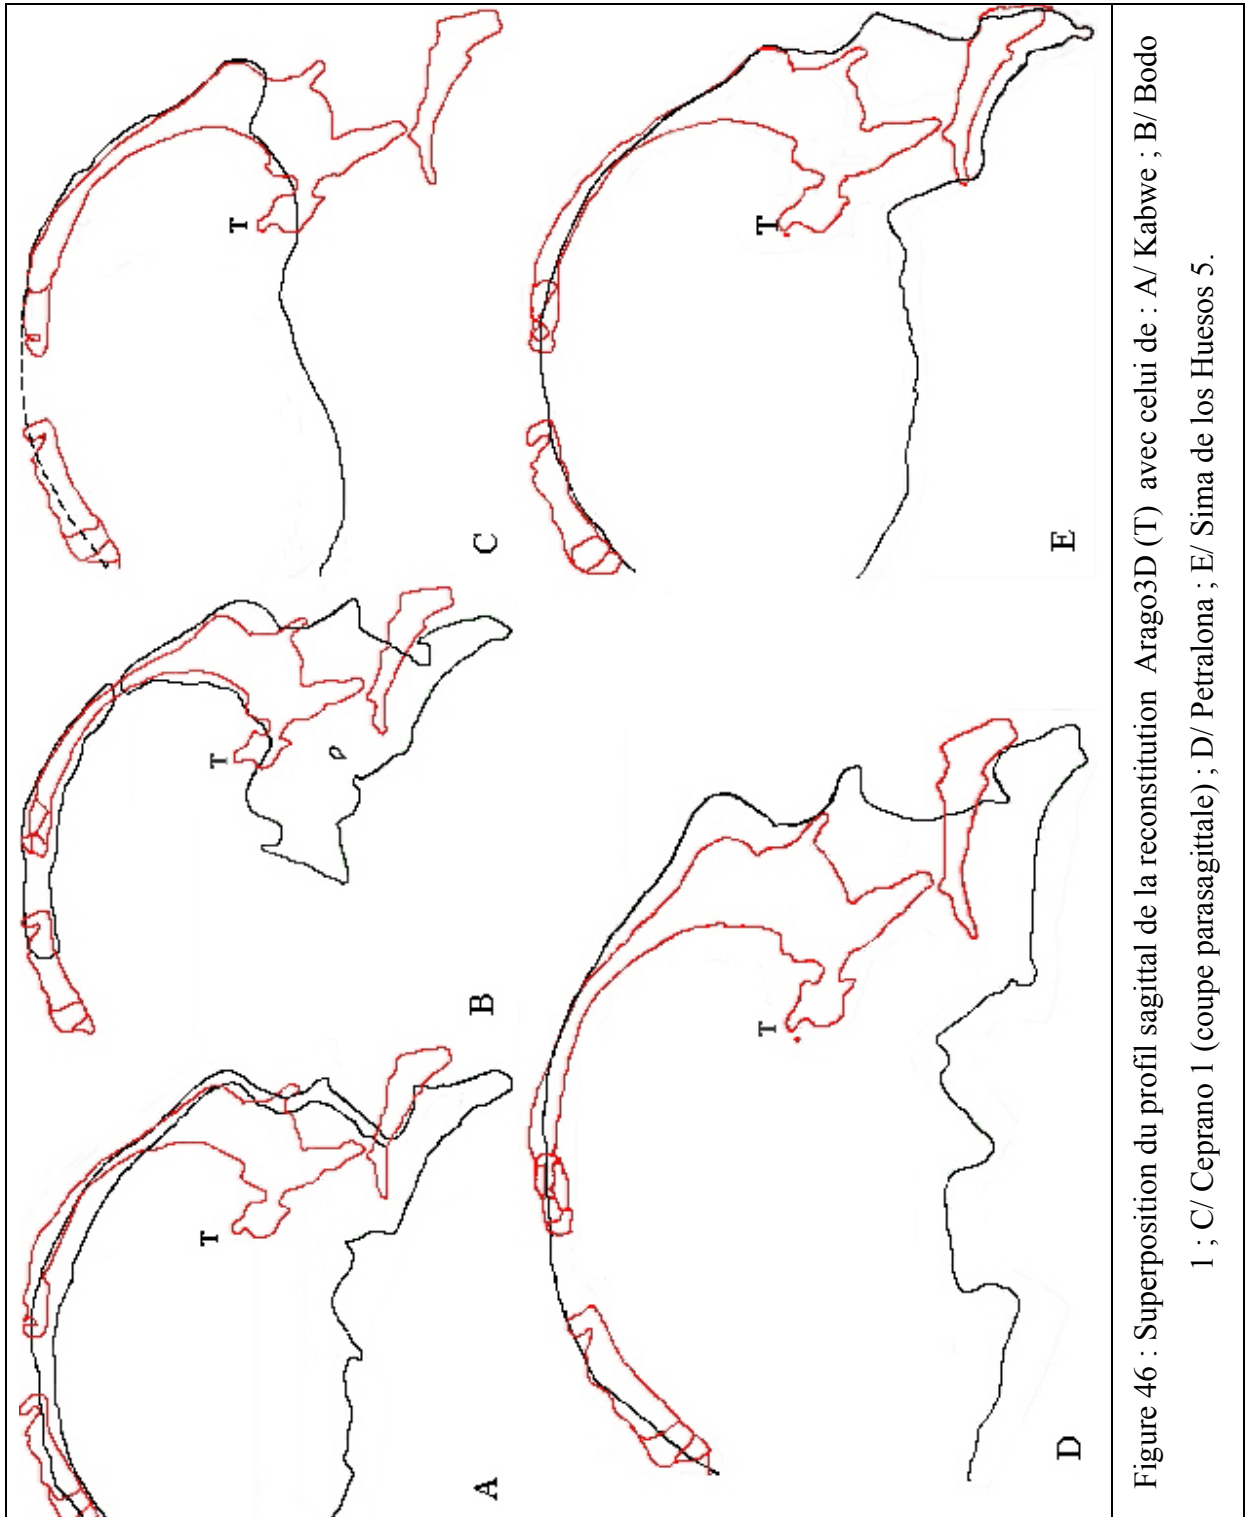 T
A
T
B
T
C
T
D
T
E
Figure 46 : Superposition du profil sagittal de la reconstitution Arago3D (T) avec celui de : A/ Kabwe ; B/ Bodo
1 ; C/ Ceprano 1 (coupe parasagittale) ; D/ Petralona ; E/ Sima de los Huesos 5.